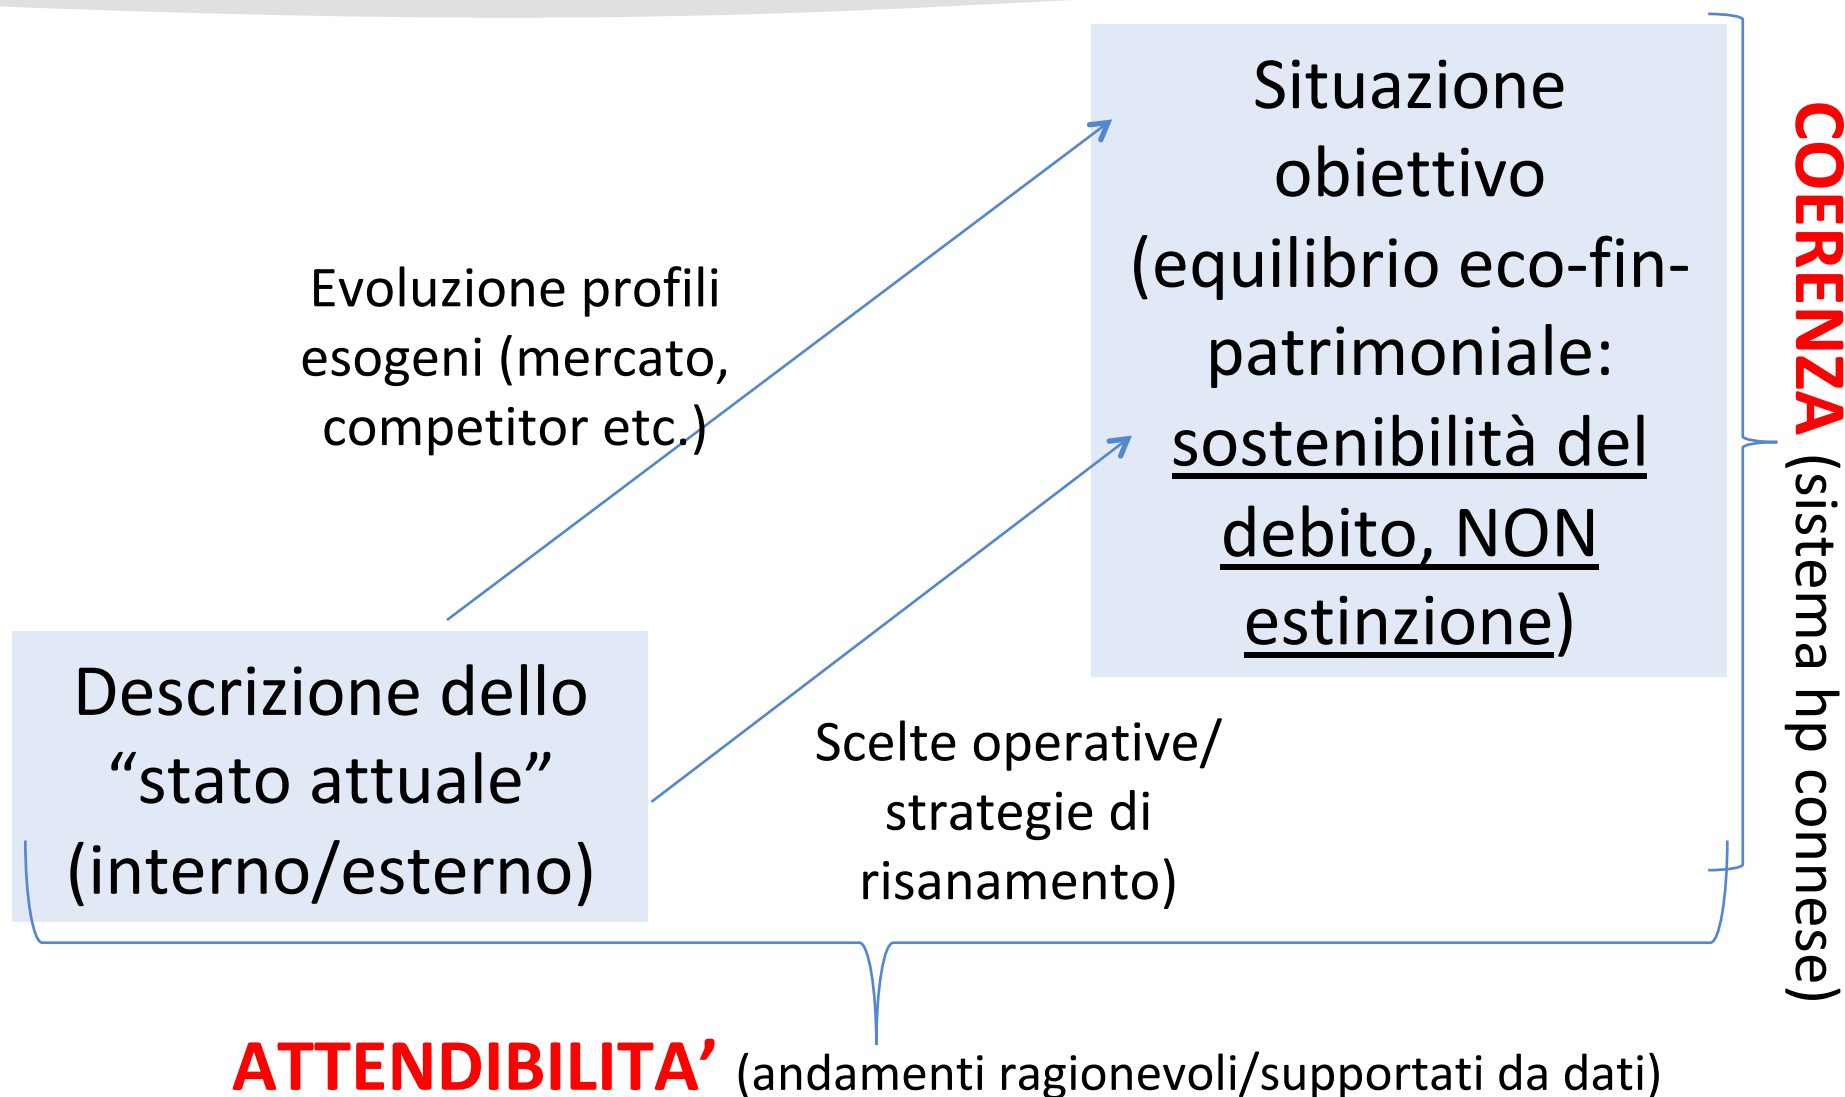 Situazione
obiettivo
(equilibrio eco-fin-
patrimoniale:
sostenibilità del
debito, NON
estinzione)
Evoluzione profili
esogeni (mercato,
competitor etc.)
Descrizione dello
“stato attuale”
(interno/esterno)
Scelte operative/
strategie di
risanamento)
COERENZA (sistema hp connese)
ATTENDIBILITA’ (andamenti ragionevoli/supportati da dati)